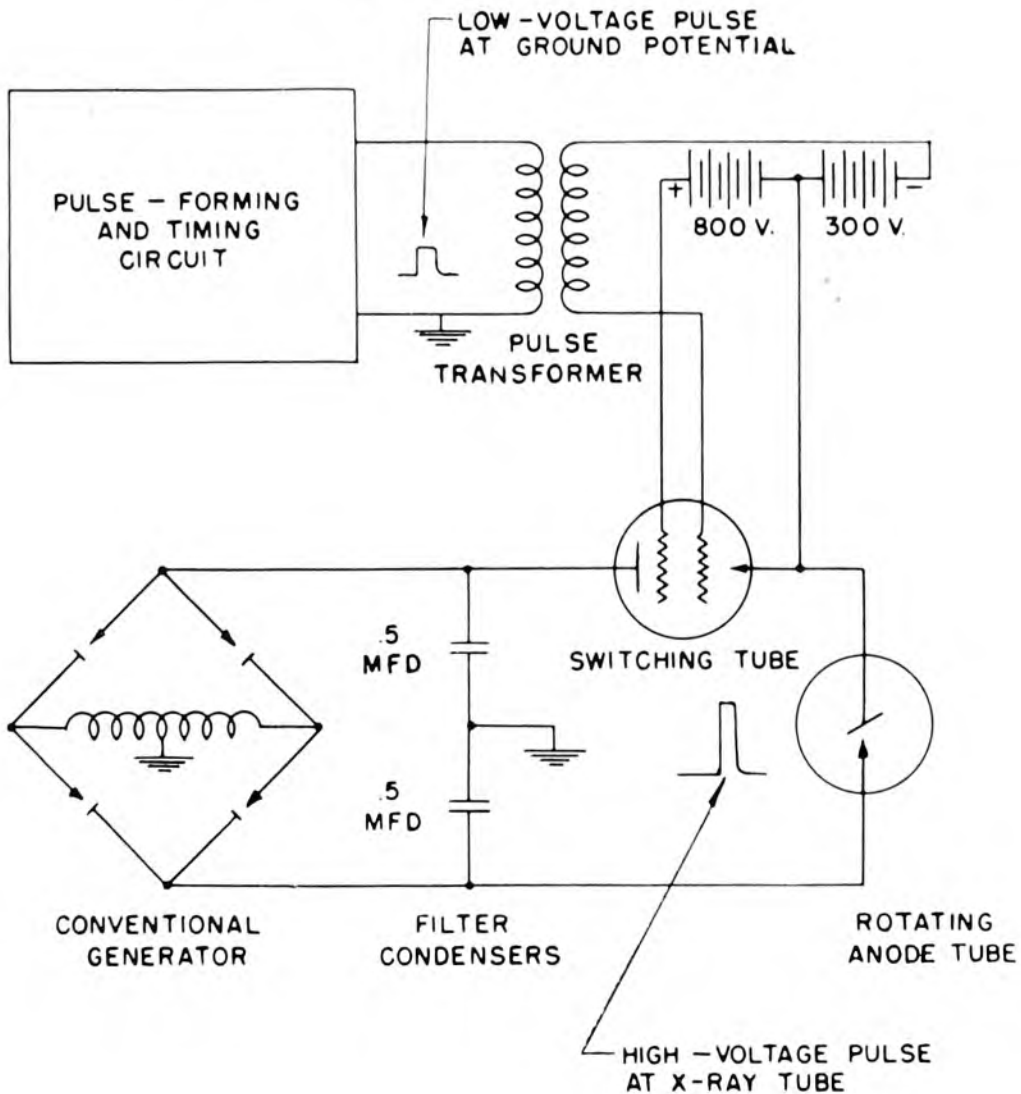 LOW-VOLTAGE PULSE
AT GROUND POTENTIAL
PULSE - FORMING
AND TIMING
CIRCUIT
+
-
800 V.
300 V.
PULSE
TRANSFORMER
.5
MFD
SWITCHING TUBE
.5
MFD
CONVENTIONAL
GENERATOR
FILTER
CONDENSERS
ROTATING
ANODE TUBE
HIGH-VOLTAGE PULSE
AT X-RAY TUBE